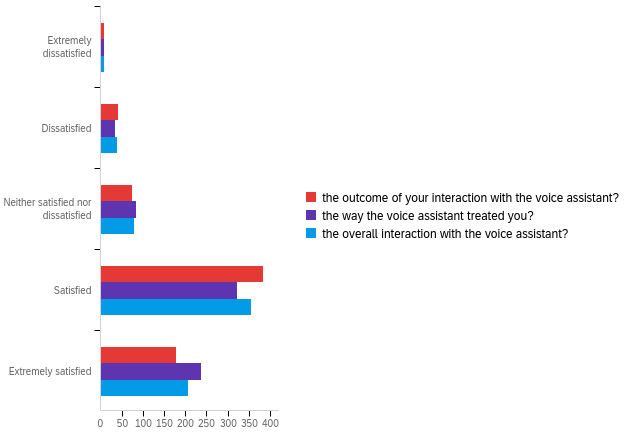 Extremely
dissatisfied
Dissatisfied
Neither satisfied nor
dissatisfied
Satisfied
Extremely satisfied
0 50 100 150 200 250 300 350 400
the outcome of your interaction with the voice assistant?
the way the voice assistant treated you?
the overall interaction with the voice assistant?